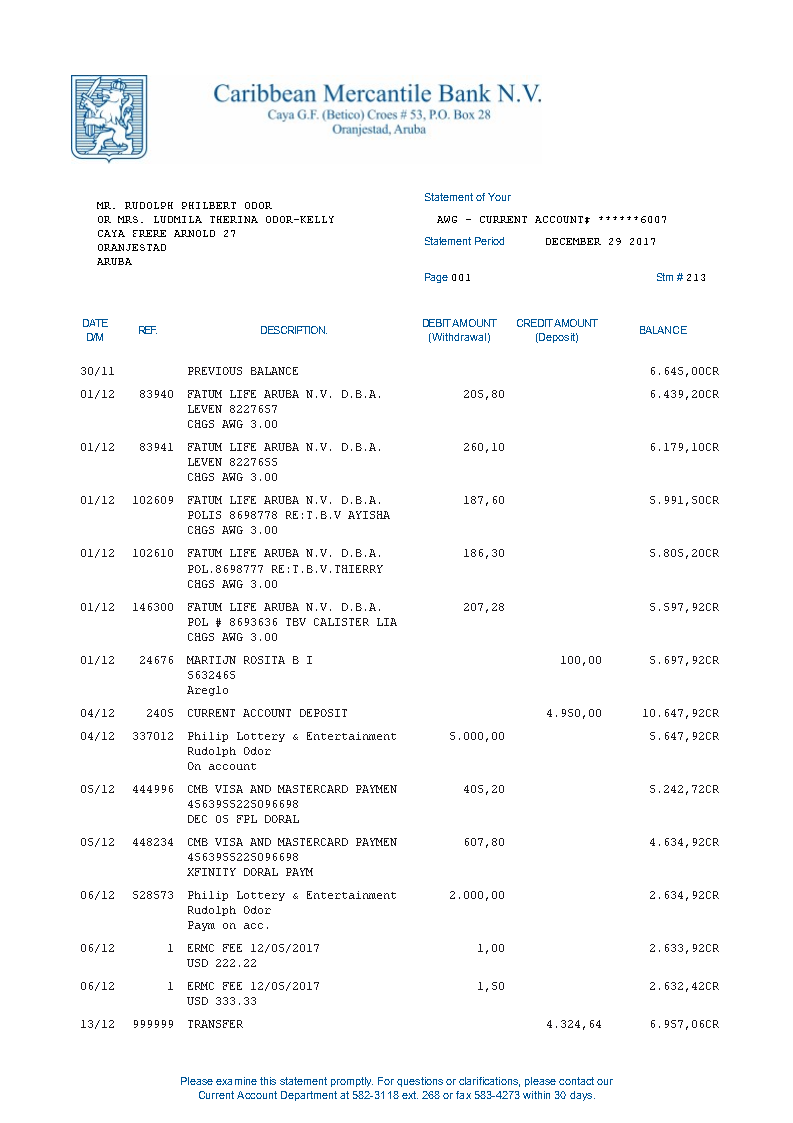 Caribbean Mercantile Bank N.V.
Caya G.F. (Betico) Croes # 53, P.O. Box 28
Oranjestad, Aruba
MR. RUDOLPH PHILBERT ODOR
OR MRS. LUDMILA THERINA ODOR-KELLY
CAYA FRERE ARNOLD 27
ORANJESTAD
ARUBA
Statement of Your
AWG - CURRENT ACCOUNT# ******6007
Statement Period DECEMBER 29 2017
Page 001 Stm # 213
DATE D/M REF. DESCRIPTION. DEBIT AMOUNT (Withdrawal) CREDIT AMOUNT (Deposit) BALANCE
30/11 PREVIOUS BALANCE 6.645,00CR
01/12 83940 FATUM LIFE ARUBA N.V. D.B.A. 205,80 6.439,20CR
LEVEN 8227657
CHGS AWG 3.00
01/12 83941 FATUM LIFE ARUBA N.V. D.B.A. 260,10 6.179,10CR
LEVEN 8227655
CHGS AWG 3.00
01/12 102609 FATUM LIFE ARUBA N.V. D.B.A. 187,60 5.991,50CR
POLIS 8698778 RE:T.B.V AYISHA
CHGS AWG 3.00
01/12 102610 FATUM LIFE ARUBA N.V. D.B.A. 186,30 5.805,20CR
POL.8698777 RE:T.B.V.THIERRY
CHGS AWG 3.00
01/12 146300 FATUM LIFE ARUBA N.V. D.B.A. 207,28 5.597,92CR
POL # 8693636 TBV CALISTER LIA
CHGS AWG 3.00
01/12 24676 MARTIJN ROSITA B I 100,00 5.697,92CR
5632465
Areglo
04/12 2405 CURRENT ACCOUNT DEPOSIT 4.950,00 10.647,92CR
04/12 337012 Philip Lottery & Entertainment 5.000,00 5.647,92CR
Rudolph Odor
On account
05/12 444996 CMB VISA AND MASTERCARD PAYMEN 405,20 5.242,72CR
4563955225096698
DEC 05 FPL DORAL
05/12 448234 CMB VISA AND MASTERCARD PAYMEN 607,80 4.634,92CR
4563955225096698
XFINITY DORAL PAYM
06/12 528573 Philip Lottery & Entertainment 2.000,00 2.634,92CR
Rudolph Odor
Paym on acc.
06/12 1 ERMC FEE 12/05/2017 1,00 2.633,92CR
USD 222.22
06/12 1 ERMC FEE 12/05/2017 1,50 2.632,42CR
USD 333.33
13/12 999999 TRANSFER 4.324,64 6.957,06CR
Please examine this statement promptly. For questions or clarifications, please contact our
Current Account Department at 582-3118 ext. 268 or fax 583-4273 within 30 days.